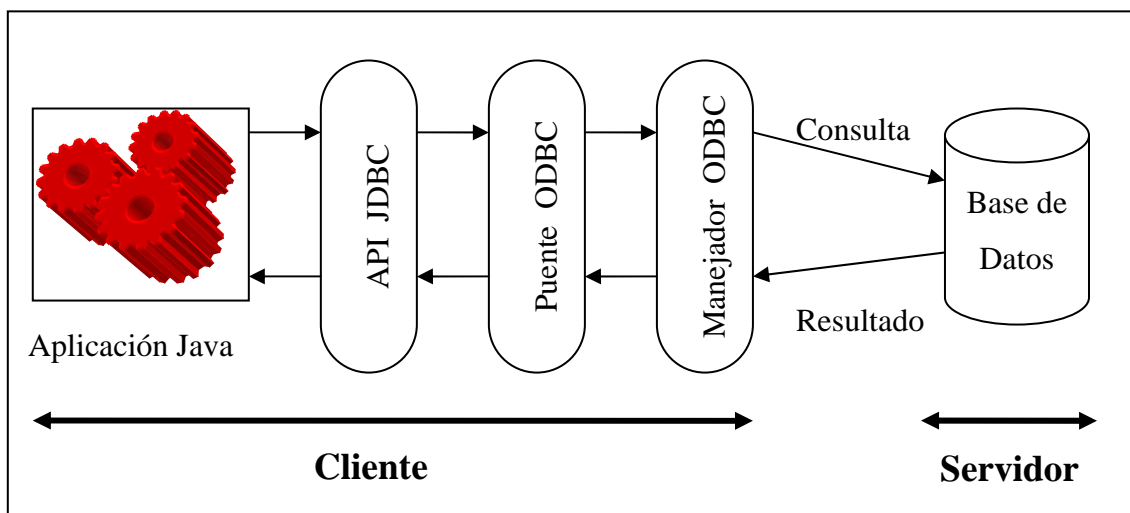 Aplicación Java
API JDBC
Puente ODBC
Manejador ODBC
Consulta
Resultado
Base de
Datos
Cliente
Servidor